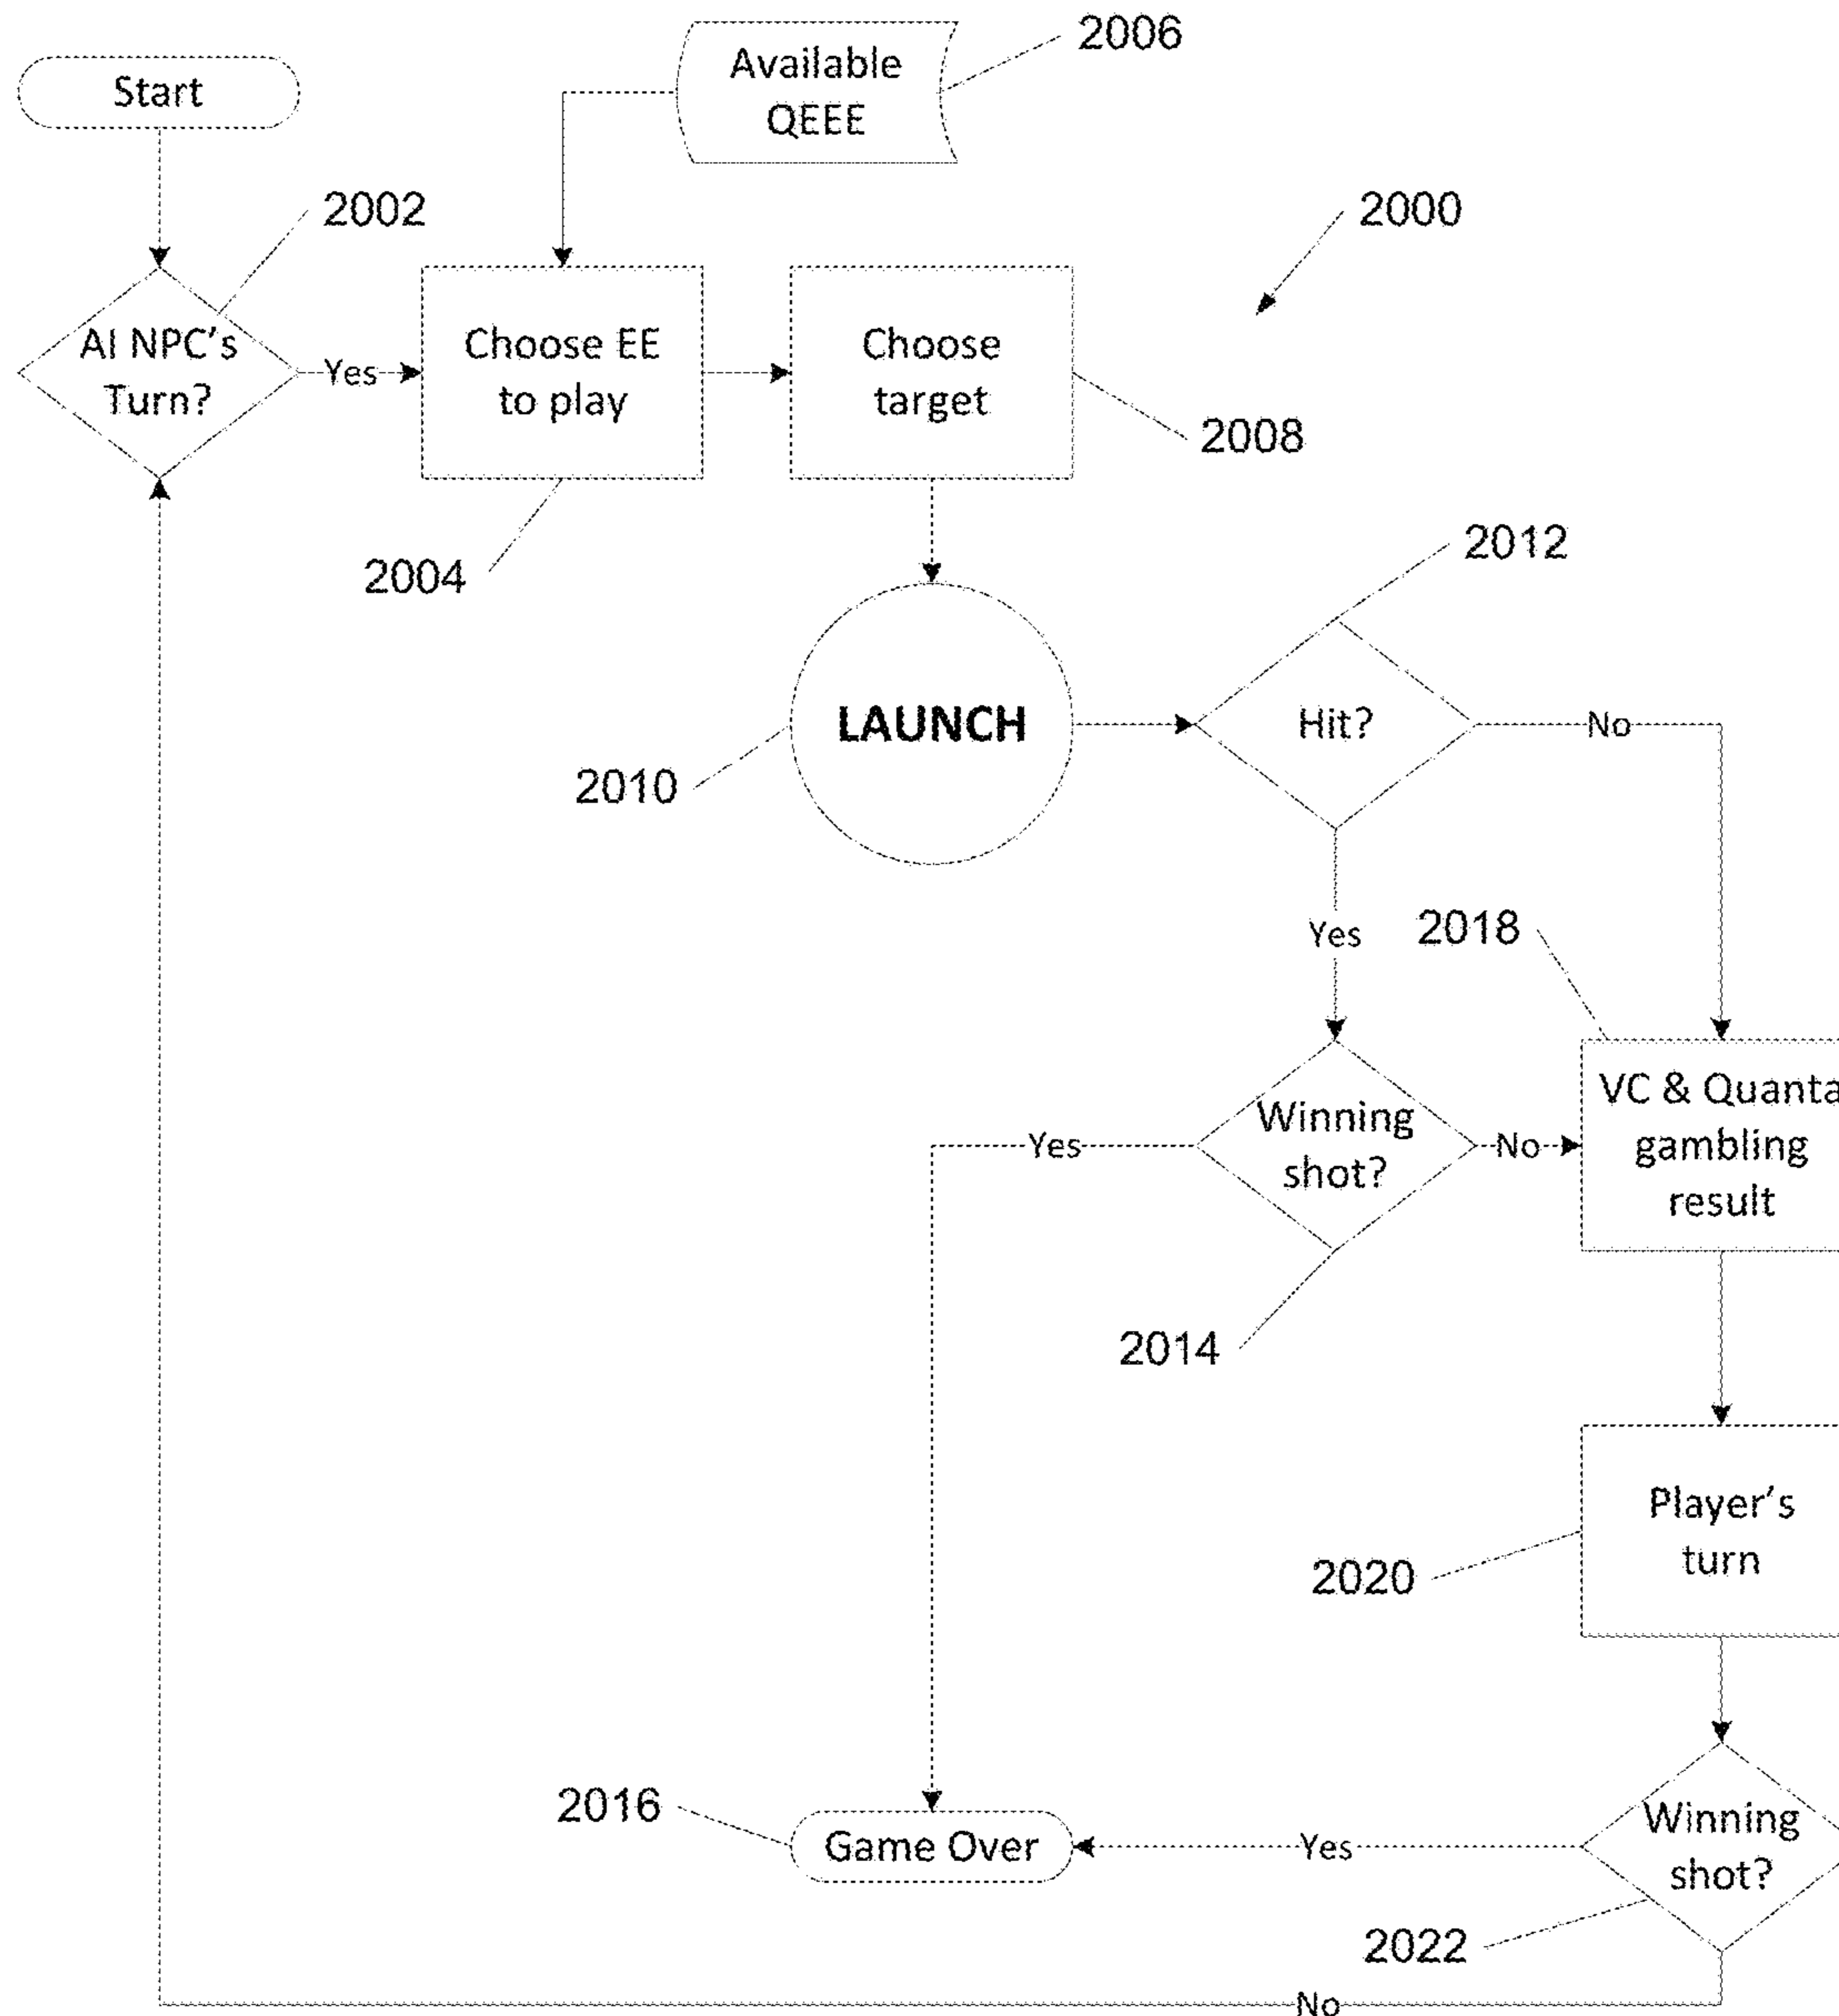 2006
Available
QEEE
Start
2002
2000
AI NPC's
Turn?
Yes
Choose EE
to play
Choose
target
2008
2004
2012
LAUNCH
Hit?
No
2010
Yes
2018
VC & Quanta
gambling
result
Winning
shot?
Yes
No
2014
Player's
turn
2020
2016
Game Over
Yes
Winning
shot?
2022
No